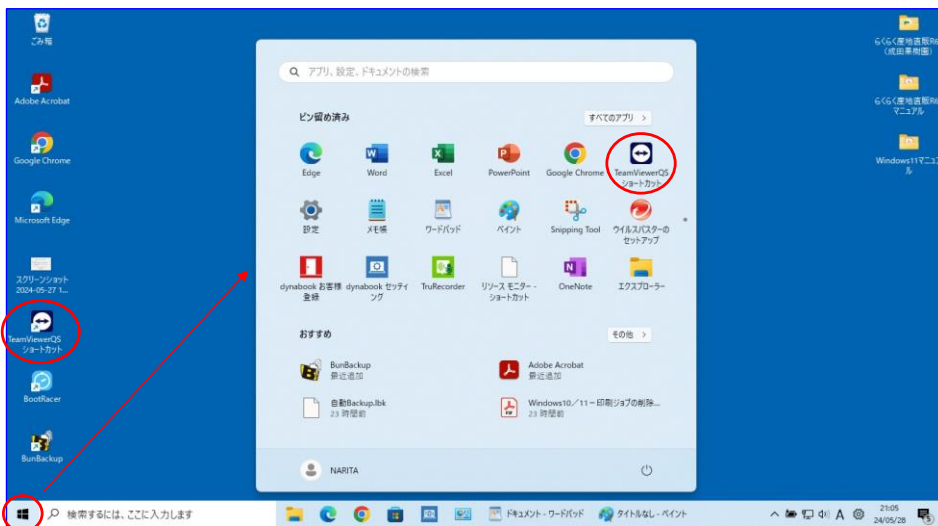 ごみ箱
Adobe Acrobat
Google Chrome
Microsoft Edge
スクリーンショット
2024-05-27 1...
TeamViewerQS
ショートカット
BootRacer
BunBackup
アプリ、設定、ドキュメントの検索
ピン留め済み
すべてのアプリ >
Edge
Word
Excel
PowerPoint
Google Chrome
TeamViewerQS
ショートカット
設定
メモ帳
ワードパッド
ペイント
Snipping Tool
ウイルスバスターの
セットアップ
dynabook お客様
登録
dynabook セッティ
ング
TruRecorder
リソース モニター -
ショートカット
OneNote
エクスプローラー
おすすめ
その他 >
BunBackup
最近追加
Adobe Acrobat
最近追加
自動Backup.lbk
23 時間前
Windows10/11-印刷ジョブの削除...
23 時間前
NARITA
らくらく産地直販Re
(成田果樹園)
らくらく産地直販Re
マニュアル
Windows11マニュア
ル
検索するには、ここに入力します
ドキュメント - ワードパッド
タイトルなし - ペイント
A
21:05
24/05/28